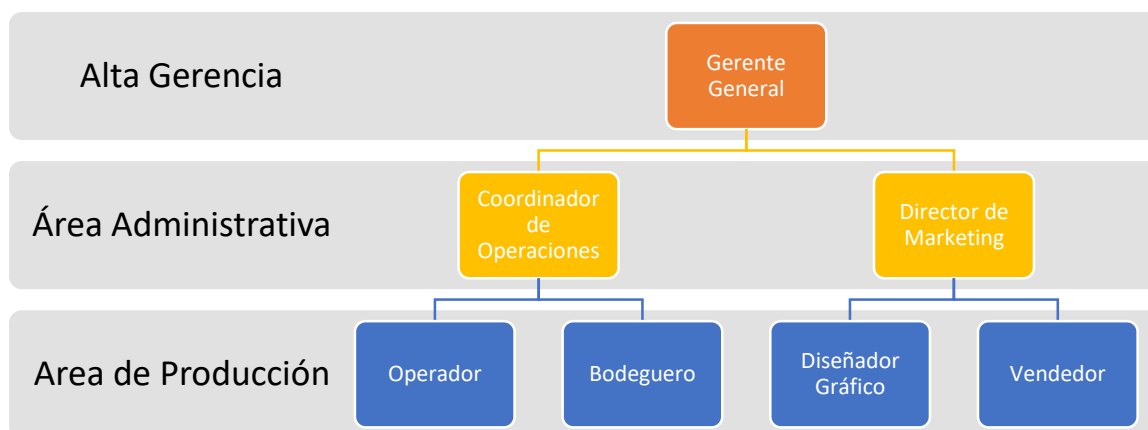 Alta Gerencia
Gerente
General
Área Administrativa
Coordinador
de
Operaciones
Director de
Marketing
Area de Producción
Operador
Bodeguero
Diseñador
Gráfico
Vendedor